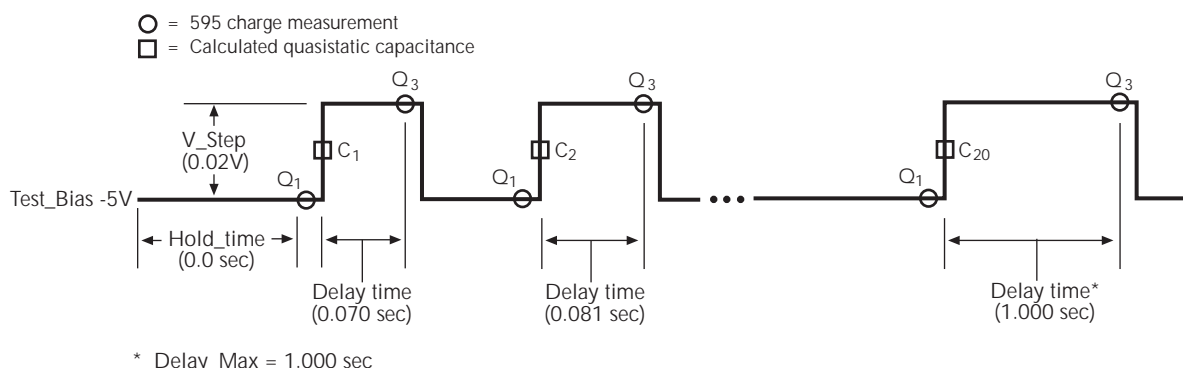 = 595 charge measurement
= Calculated quasistatic capacitance
Q3
Q3
Q3
V_Step
(0.02V)
C1
C2
C20
Q1
Q1
Q1
Test_Bias -5V
Hold_time
(0.0 sec)
Delay time
(0.070 sec)
Delay time
(0.081 sec)
Delay time*
(1.000 sec)
* Delay_Max = 1.000 sec